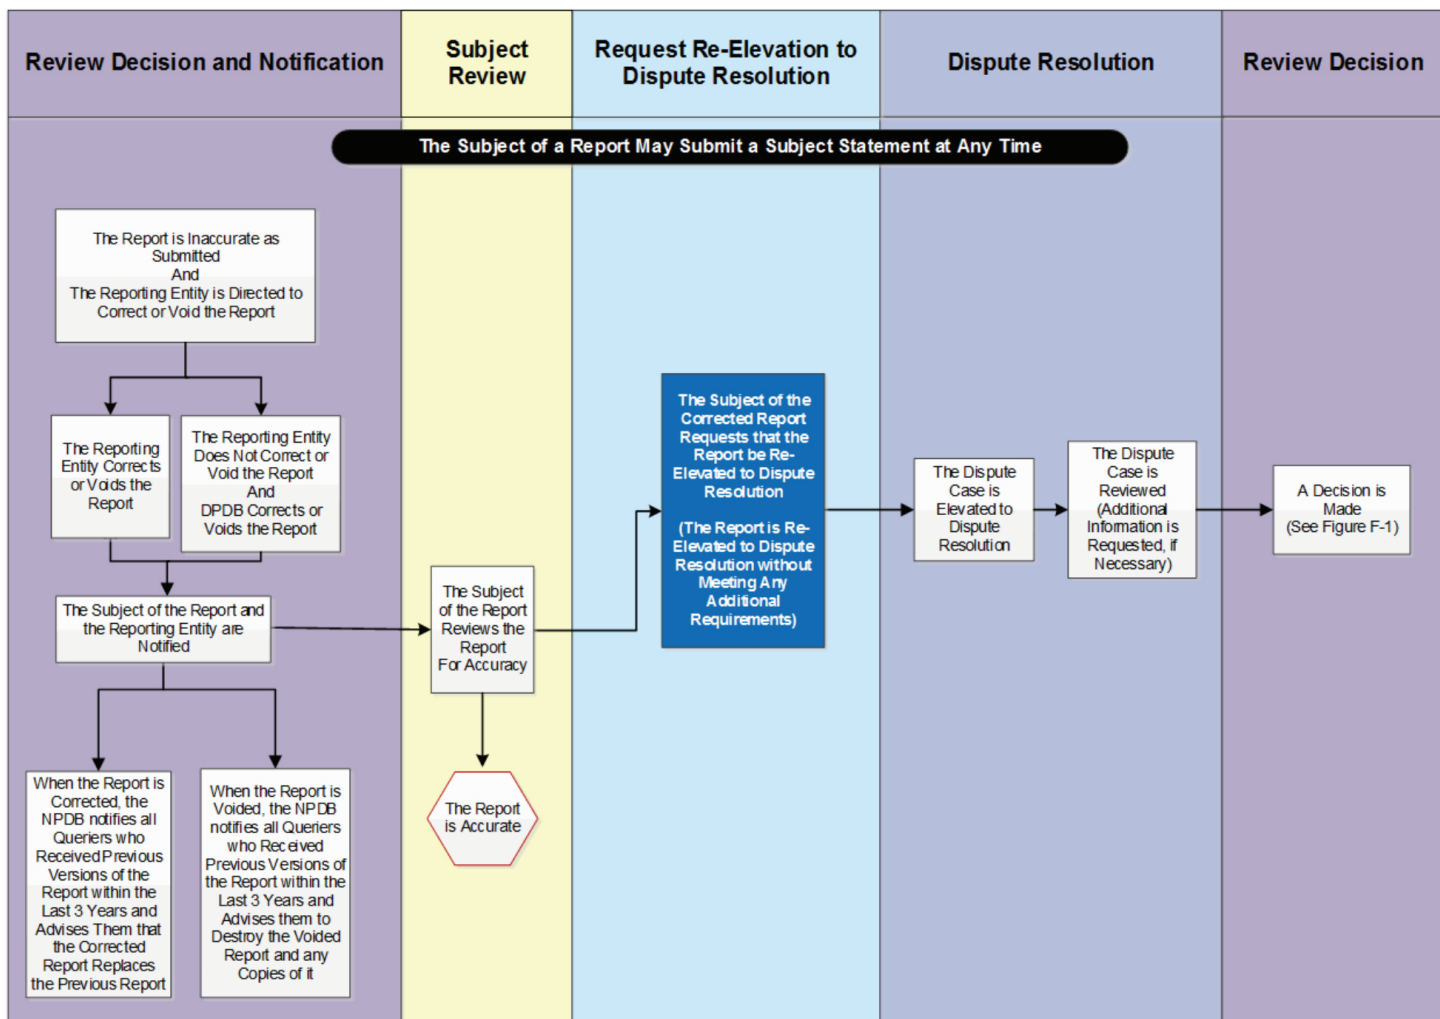 Review Decision and Notification
Subject
Review
Request Re-Elevation to
Dispute Resolution
Dispute Resolution
Review Decision
The Subject of a Report May Submit a Subject Statement at Any Time
The Report is Inaccurate as
Submitted
And
The Reporting Entity is Directed to
Correct or Void the Report
The Reporting
Entity Corrects
or Voids the
Report
The Reporting Entity
Does Not Correct or
Void the Report
And
DPDB Corrects or
Voids the Report
The Subject of the Report and
the Reporting Entity are
Notified
When the Report is
Corrected, the
NPDB notifies all
Queriers who
Received Previous
Versions of the
Report within the
Last 3 Years and
Advises Them that
the Corrected
Report Replaces
the Previous Report
When the Report is
Voided, the NPDB
notifies all Queriers
who Received
Previous Versions of
the Report within the
Last 3 Years and
Advises them to
Destroy the Voided
Report and any
Copies of it
The Subject
of the Report
Reviews the
Report
For Accuracy
The Report
is Accurate
The Subject of the
Corrected Report
Requests that the
Report be Re-
Elevated to Dispute
Resolution
(The Report is Re-
Elevated to Dispute
Resolution without
Meeting Any
Additional
Requirements)
The Dispute
Case is
Elevated to
Dispute
Resolution
The Dispute
Case is
Reviewed
(Additional
Information is
Requested, if
Necessary)
A Decision is
Made
(See Figure F-1)